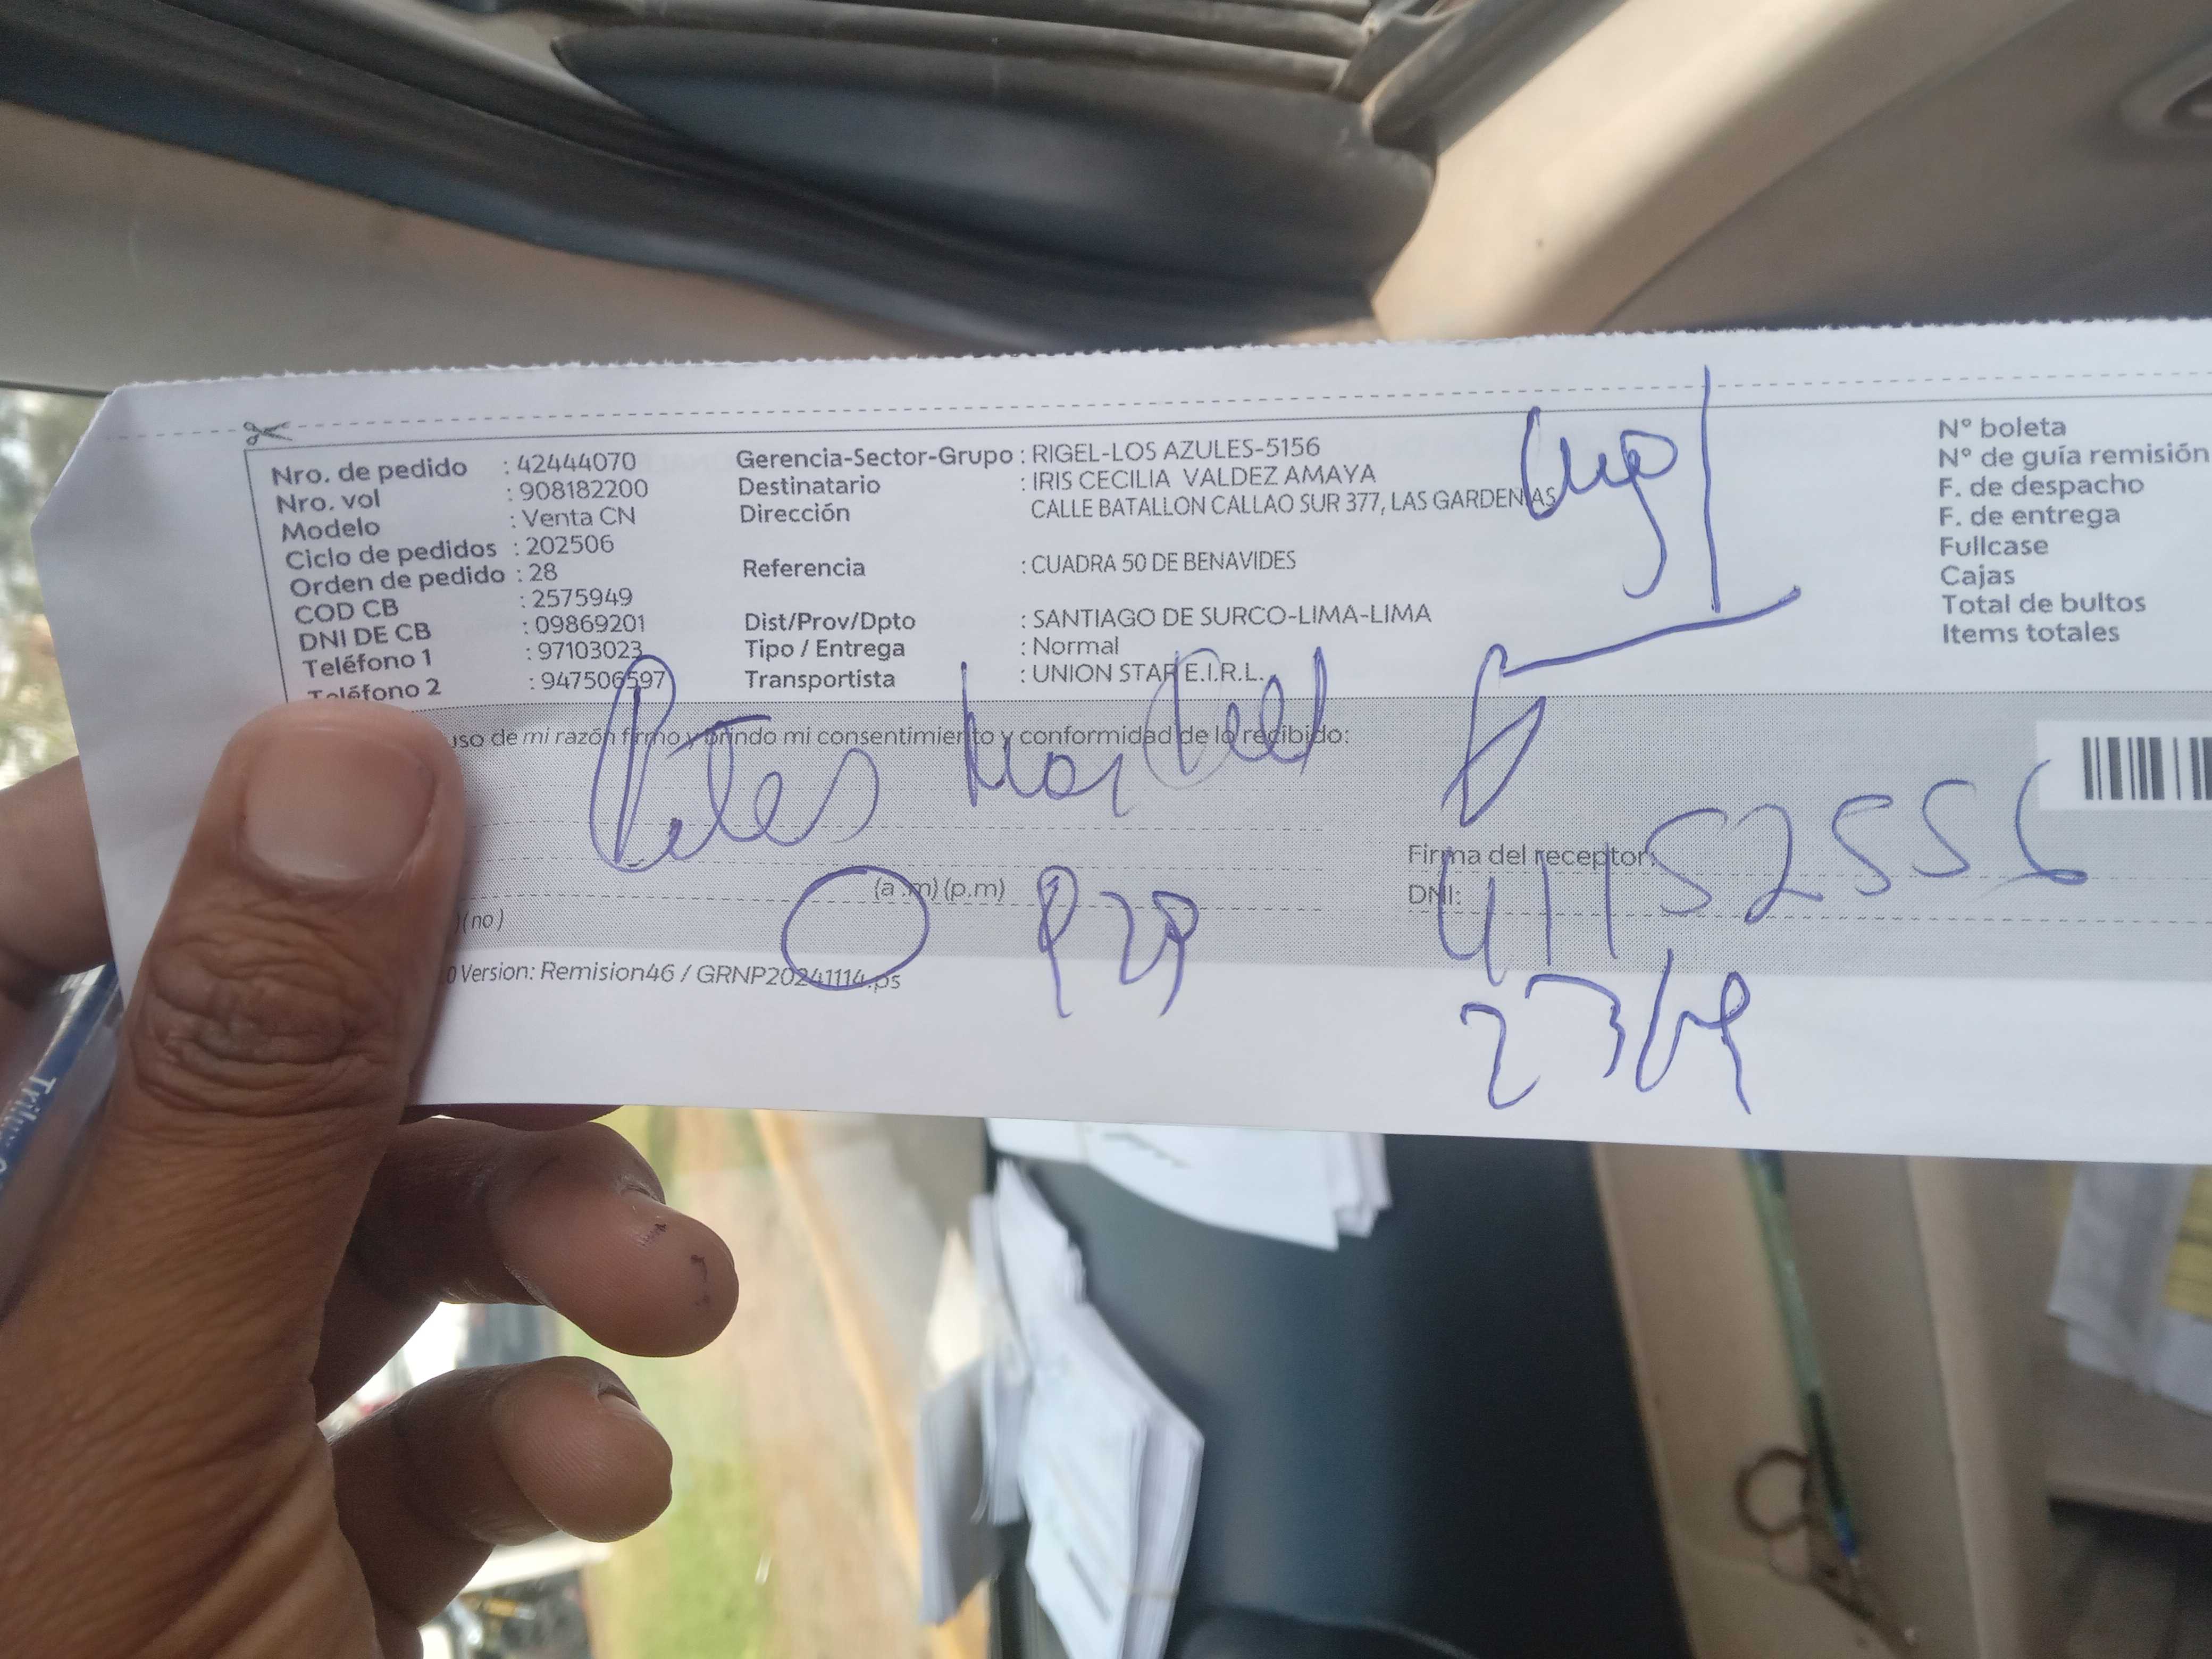 Nro. de pedido : 42444070
Nro. vol : 908182200
Modelo : Venta CN
Ciclo de pedidos : 202506
Orden de pedido : 28
COD CB : 2575949
DNI DE CB : 09869201
Teléfono 1 : 97103023
Teléfono 2 : 947506597
Gerencia-Sector-Grupo : RIGEL-LOS AZULES-5156
Destinatario : IRIS CECILIA VALDEZ AMAYA
Dirección : CALLE BATALLON CALLAO SUR 377, LAS GARDENIAS
Referencia : CUADRA 50 DE BENAVIDES
Dist/Prov/Dpto : SANTIAGO DE SURCO-LIMA-LIMA
Tipo / Entrega : Normal
Transportista : UNION STAR E.I.R.L.
N° boleta
N° de guía remisión
F. de despacho
F. de entrega
Fullcase
Cajas
Total de bultos
Items totales
uso de mi razón firmo y brindo mi consentimiento y conformidad de lo recibido:
Firma del receptor:
(a.m) (p.m)
DNI: 41152556
)(no)
0 Version: Remision46 / GRNP20241114.ps